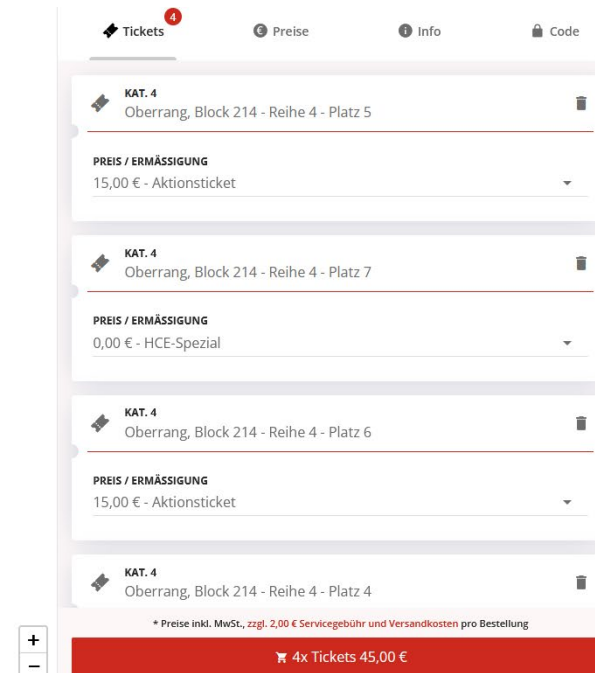 4
Tickets
Preise
Info
Code
KAT. 4
Oberrang, Block 214 - Reihe 4 - Platz 5
PREIS / ERMÄSSIGUNG
15,00 € - Aktionsticket
KAT. 4
Oberrang, Block 214 - Reihe 4 - Platz 7
PREIS / ERMÄSSIGUNG
0,00 € - HCE-Spezial
KAT. 4
Oberrang, Block 214 - Reihe 4 - Platz 6
PREIS / ERMÄSSIGUNG
15,00 € - Aktionsticket
KAT. 4
Oberrang, Block 214 - Reihe 4 - Platz 4
* Preise inkl. MwSt., zzgl. 2,00 € Servicegebühr und Versandkosten pro Bestellung
4x Tickets 45,00 €
+
−